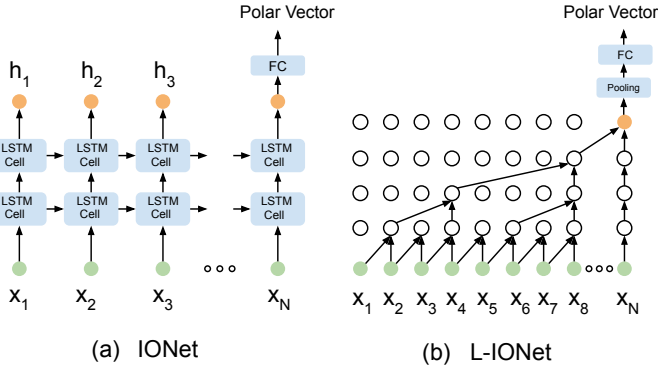 Polar Vector
Polar Vector
FC
FC
h1 h2 h3
Pooling
LSTM Cell LSTM Cell LSTM Cell LSTM Cell
LSTM Cell LSTM Cell LSTM Cell LSTM Cell
x1 x2 x3 xN
x1 x2 x3 x4 x5 x6 x7 x8 xN
(a) IONet
(b) L-IONet